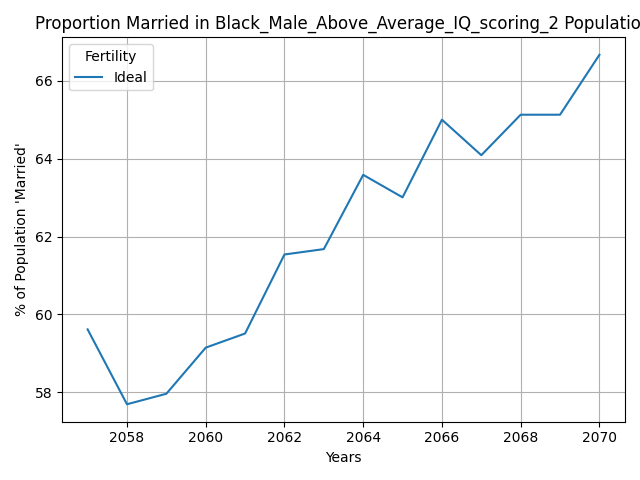 Proportion Married in Black_Male_Above_Average_IQ_scoring_2 Populatio
Fertility
Ideal
66
64
62
60
58
% of Population 'Married'
2058 2060 2062 2064 2066 2068 2070
Years